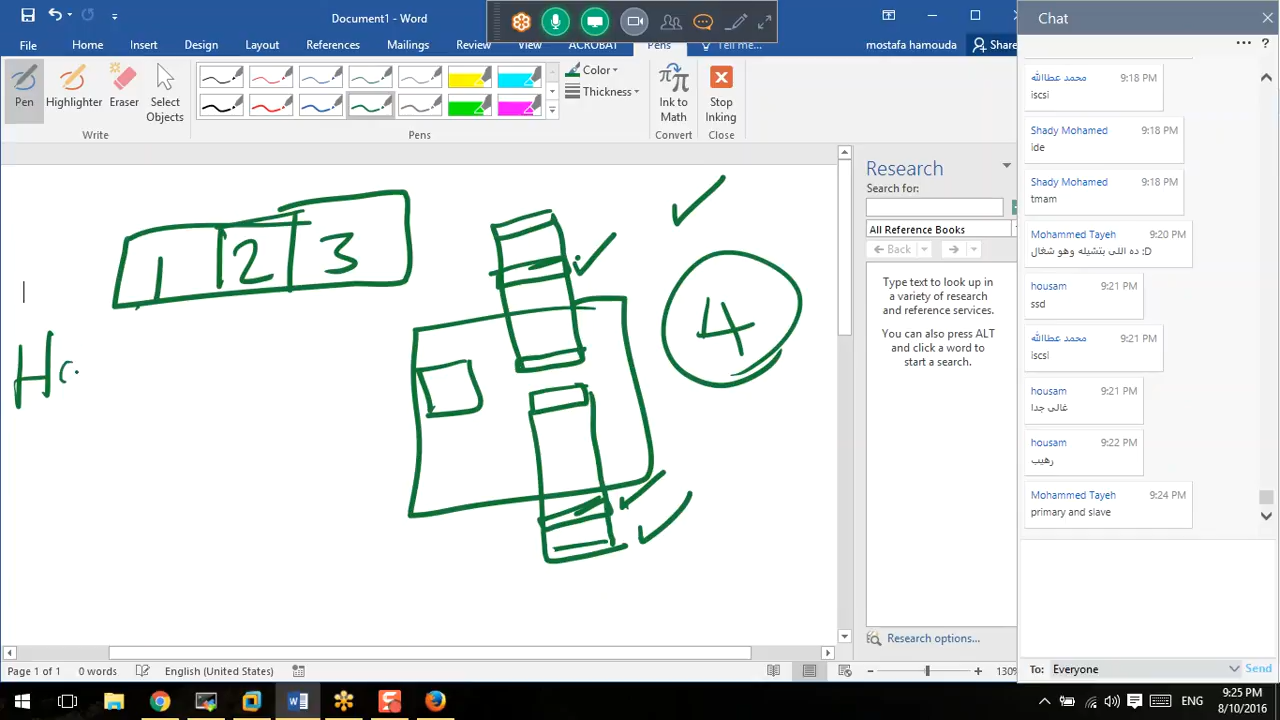 Document1 - Word
mostafa hamouda
Share
File
Home
Insert
Design
Layout
References
Mailings
Review
View
ACROBAT
Pens
Tell me...
Pen
Highlighter
Eraser
Select Objects
Color
Thickness
Ink to Math
Stop Inking
Write
Pens
Convert
Close
1 2 3
4
Research
Search for:
All Reference Books
Back
Type text to look up in
a variety of research
and reference services.
You can also press ALT
and click a word to
start a search.
Research options...
Page 1 of 1
0 words
English (United States)
130%
Chat
محمد عطاالله 9:18 PM
iscsi
Shady Mohamed 9:18 PM
Ide
Shady Mohamed 9:18 PM
tmam
Mohammed Tayeh 9:20 PM
ده اللى بتشيله وهو شغال :D
housam 9:21 PM
ssd
محمد عطاالله 9:21 PM
iscsi
housam 9:21 PM
غالى جدا
housam 9:22 PM
رهيب
Mohammed Tayeh 9:24 PM
primary and slave
To: Everyone
Send
ENG
9:25 PM
8/10/2016